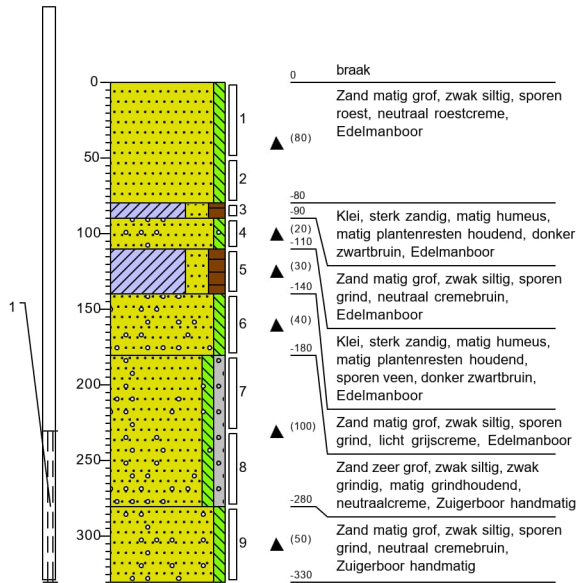 0
braak
0
Zand matig grof, zwak siltig, sporen
roest, neutraal roestcreme,
Edelmanboor
1
(80)
50
2
-80
3
-90
Klei, sterk zandig, matig humeus,
matig plantenresten houdend, donker
zwartbruin, Edelmanboor
100
4
(20)
-110
5
(30)
Zand matig grof, zwak siltig, sporen
grind, neutraal cremebruin,
Edelmanboor
-140
1
150
6
(40)
Klei, sterk zandig, matig humeus,
matig plantenresten houdend,
sporen veen, donker zwartbruin,
Edelmanboor
-180
200
7
Zand matig grof, zwak siltig, sporen
grind, licht grijscreme, Edelmanboor
(100)
250
8
Zand zeer grof, zwak siltig, zwak
grindig, matig grindhoudend,
neutraalcreme, Zuigerboor handmatig
-280
300
9
(50)
Zand matig grof, zwak siltig, sporen
grind, neutraal cremebruin,
Zuigerboor handmatig
-330